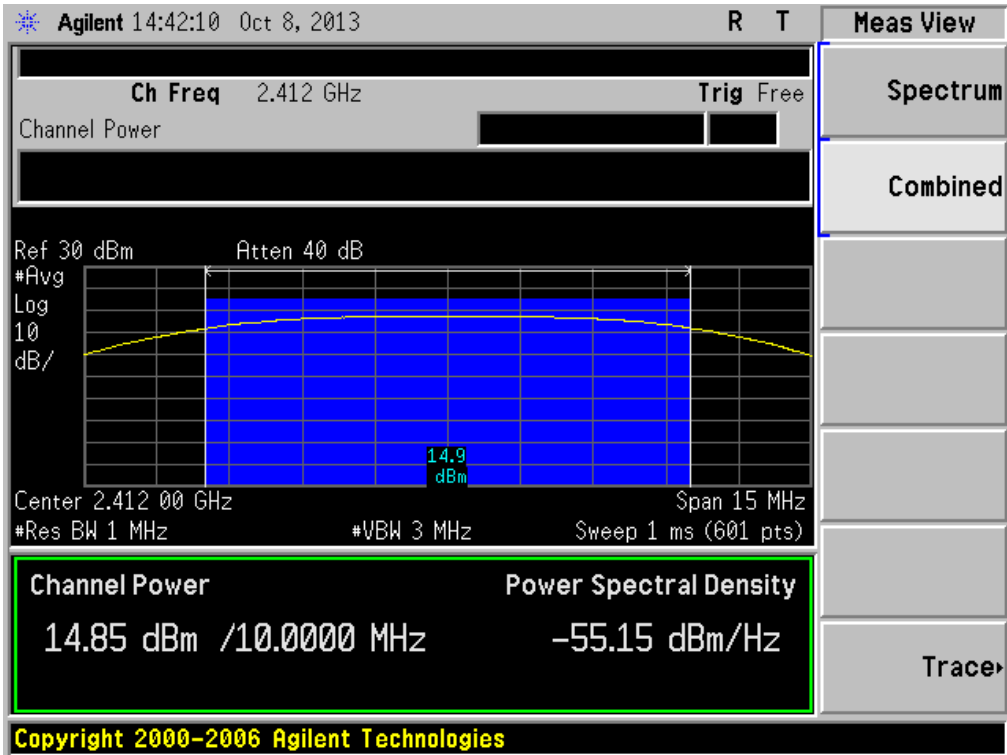 Agilent 14:42:10 Oct 8, 2013 R T
Meas View
Ch Freq 2.412 GHz Trig Free
Channel Power
Spectrum
Combined
Ref 30 dBm Atten 40 dB
#Avg
Log
10
dB/
14.9
dBm
Center 2.412 00 GHz Span 15 MHz
#Res BW 1 MHz #VBW 3 MHz Sweep 1 ms (601 pts)
Channel Power Power Spectral Density
14.85 dBm /10.0000 MHz -55.15 dBm/Hz
Trace
Copyright 2000-2006 Agilent Technologies